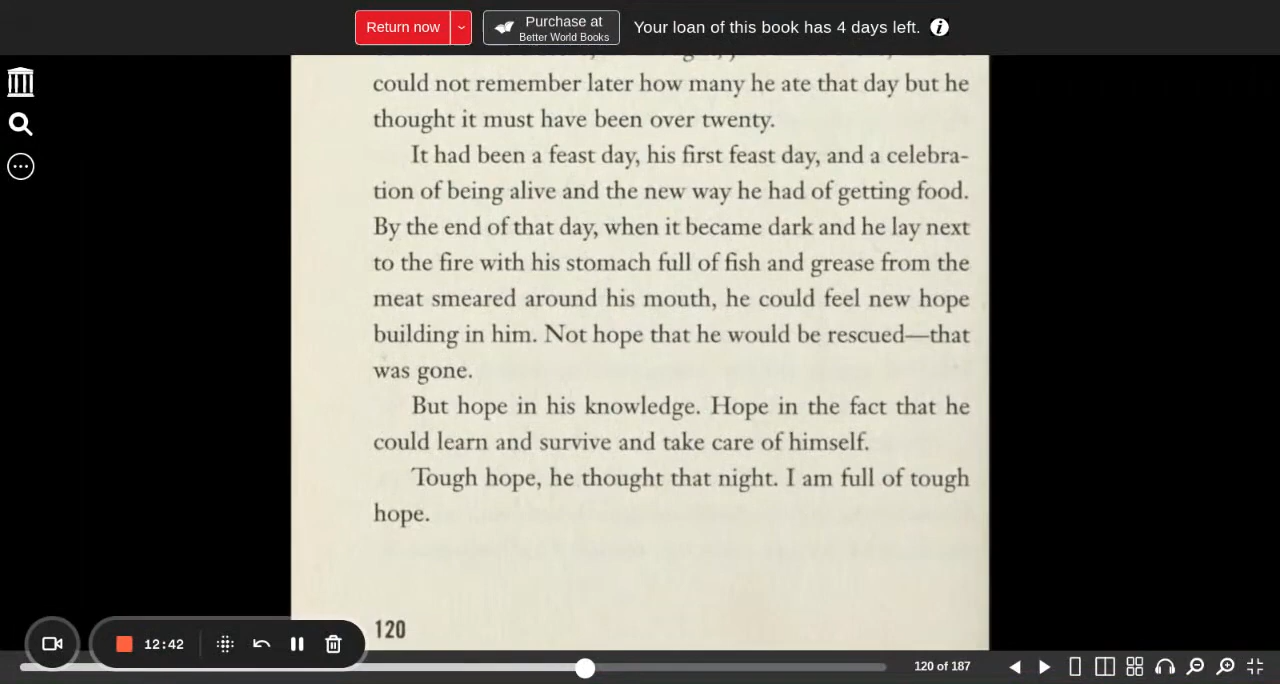 Return now
Purchase at
Better World Books
Your loan of this book has 4 days left.
could not remember later how many he ate that day but he
thought it must have been over twenty.
It had been a feast day, his first feast day, and a celebra-
tion of being alive and the new way he had of getting food.
By the end of that day, when it became dark and he lay next
to the fire with his stomach full of fish and grease from the
meat smeared around his mouth, he could feel new hope
building in him. Not hope that he would be rescued—that
was gone.
But hope in his knowledge. Hope in the fact that he
could learn and survive and take care of himself.
Tough hope, he thought that night. I am full of tough
hope.
120
12:42
120 of 187